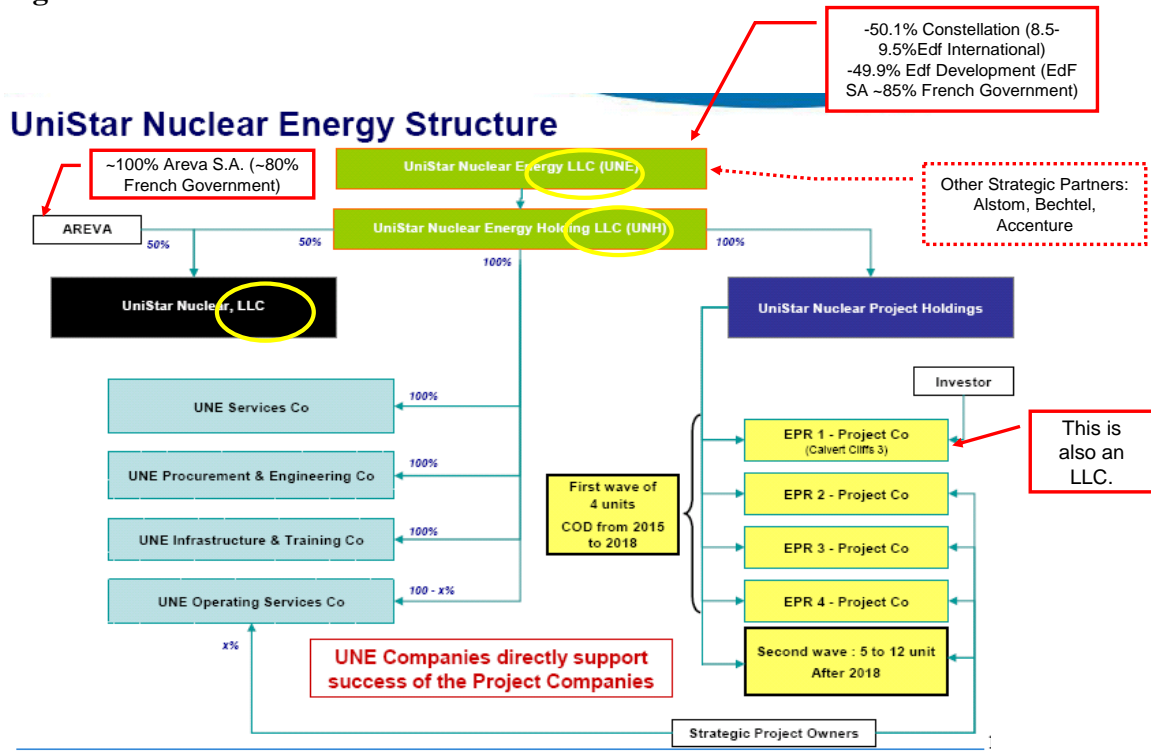 g
-50.1% Constellation (8.5-
9.5%Edf International)
-49.9% Edf Development (EdF
SA ~85% French Government)
UniStar Nuclear Energy Structure
~100% Areva S.A. (~80%
French Government)
UniStar Nuclear Energy LLC (UNE)
Other Strategic Partners:
Alstom, Bechtel,
Accenture
AREVA
50%
50%
UniStar Nuclear Energy Holding LLC (UNH)
100%
100%
UniStar Nuclear, LLC
UniStar Nuclear Project Holdings
Investor
UNE Services Co
100%
EPR 1 - Project Co
(Calvert Cliffs 3)
This is
also an
LLC.
UNE Procurement & Engineering Co
100%
First wave of
4 units
COD from 2015
to 2018
EPR 2 - Project Co
UNE Infrastructure & Training Co
100%
EPR 3 - Project Co
UNE Operating Services Co
100 - x%
EPR 4 - Project Co
x%
UNE Companies directly support
success of the Project Companies
Second wave : 5 to 12 unit
After 2018
Strategic Project Owners